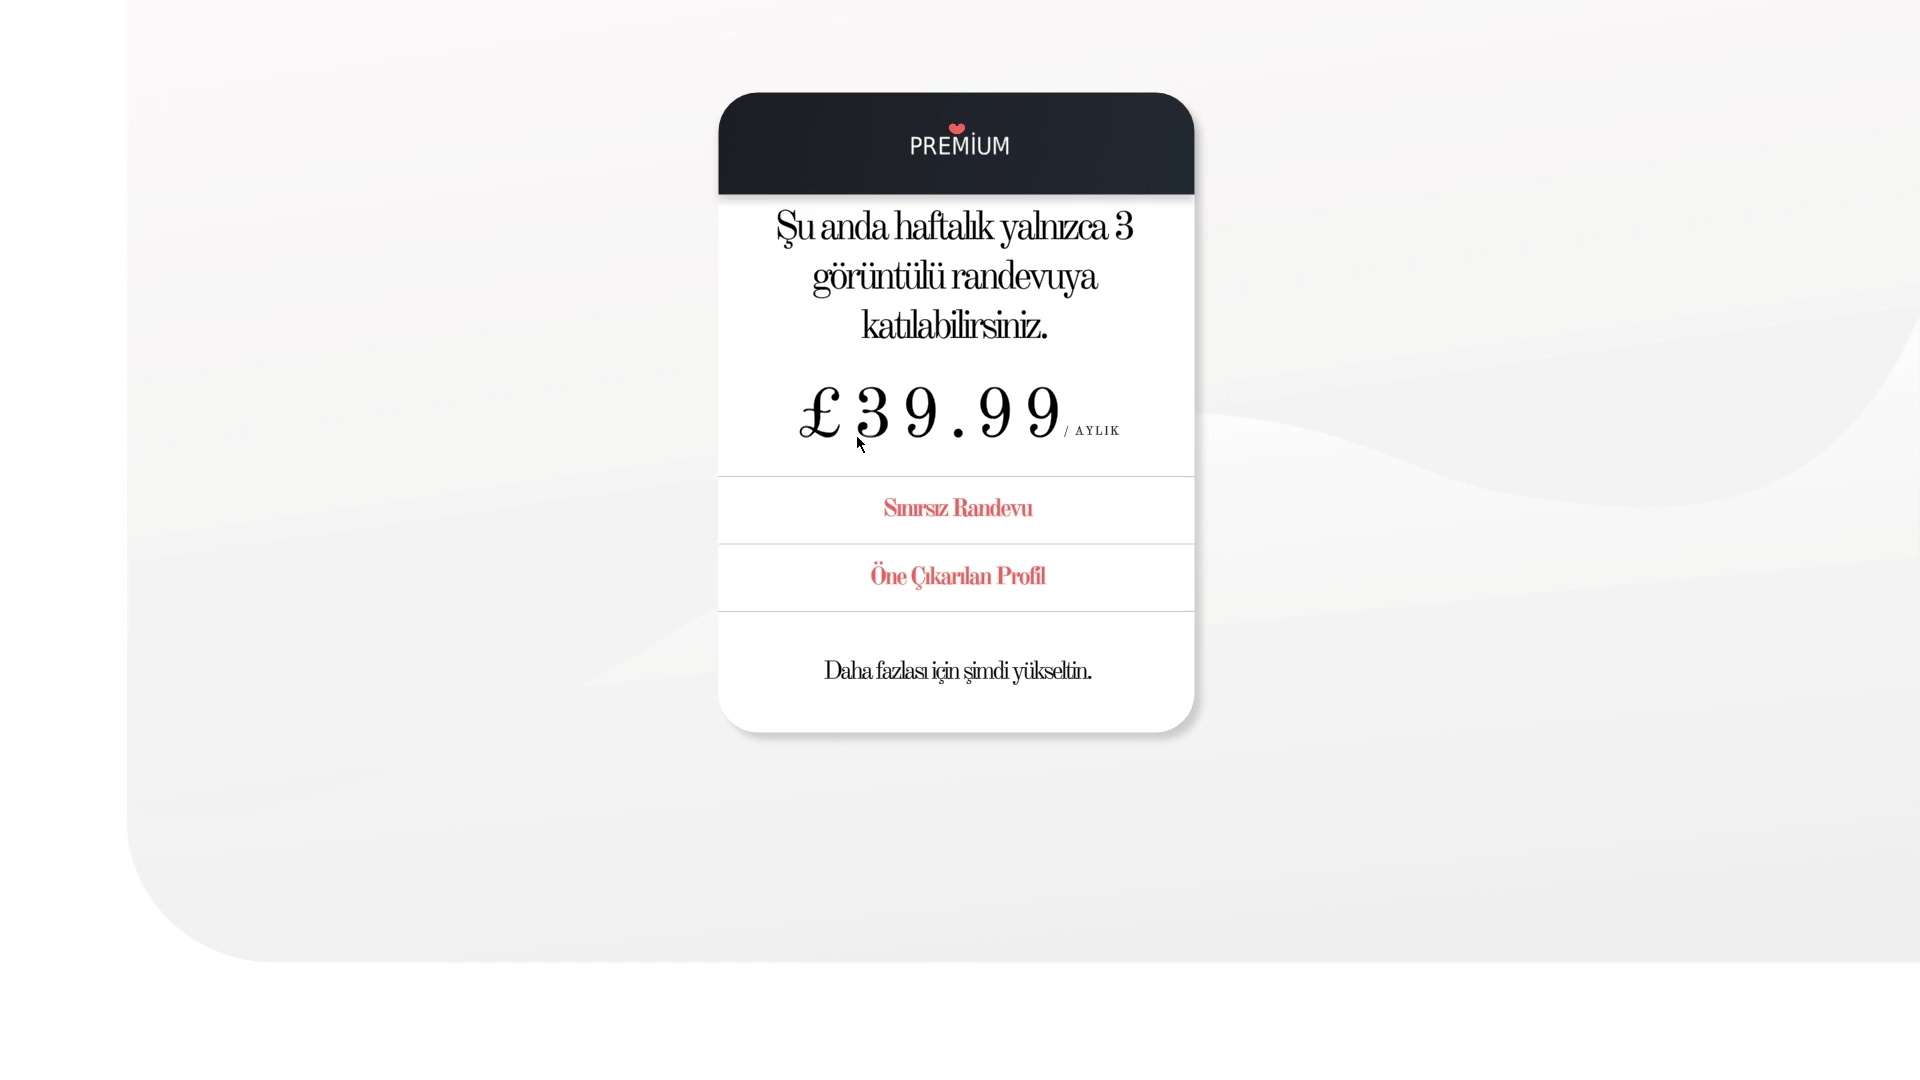 PREMİUM
Şu anda haftalık yalnızca 3
görüntülü randevuya
katılabilirsiniz.
£39.99 / AYLIK
Sınırsız Randevu
Öne Çıkarılan Profil
Daha fazlası için şimdi yükseltin.